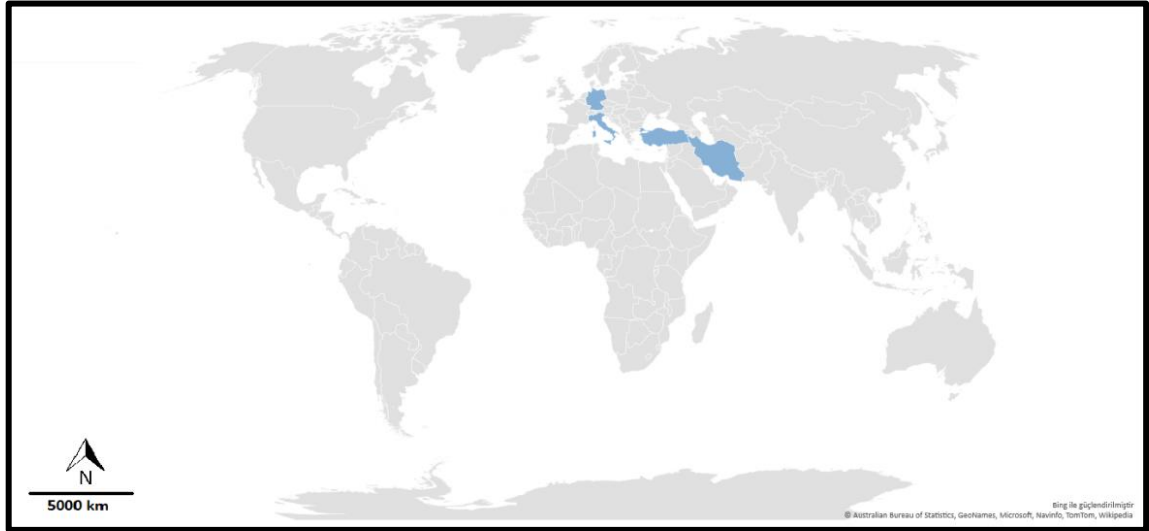 N
5000 km
Bing ile güçlendirilmiştir
© Australian Bureau of Statistics, GeoNames, Microsoft, Navinfo, TomTom, Wikipedia